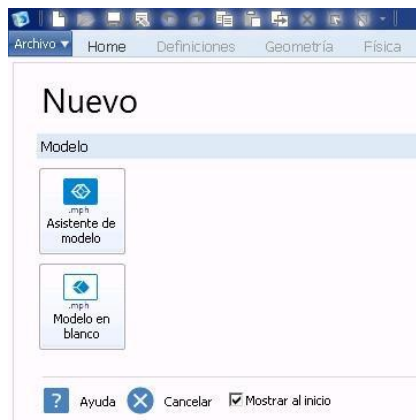 Archivo Home Definiciones Geometría Física
Nuevo
Modelo
.mph
Asistente de
modelo
.mph
Modelo en
blanco
? Ayuda Cancelar Mostrar al inicio